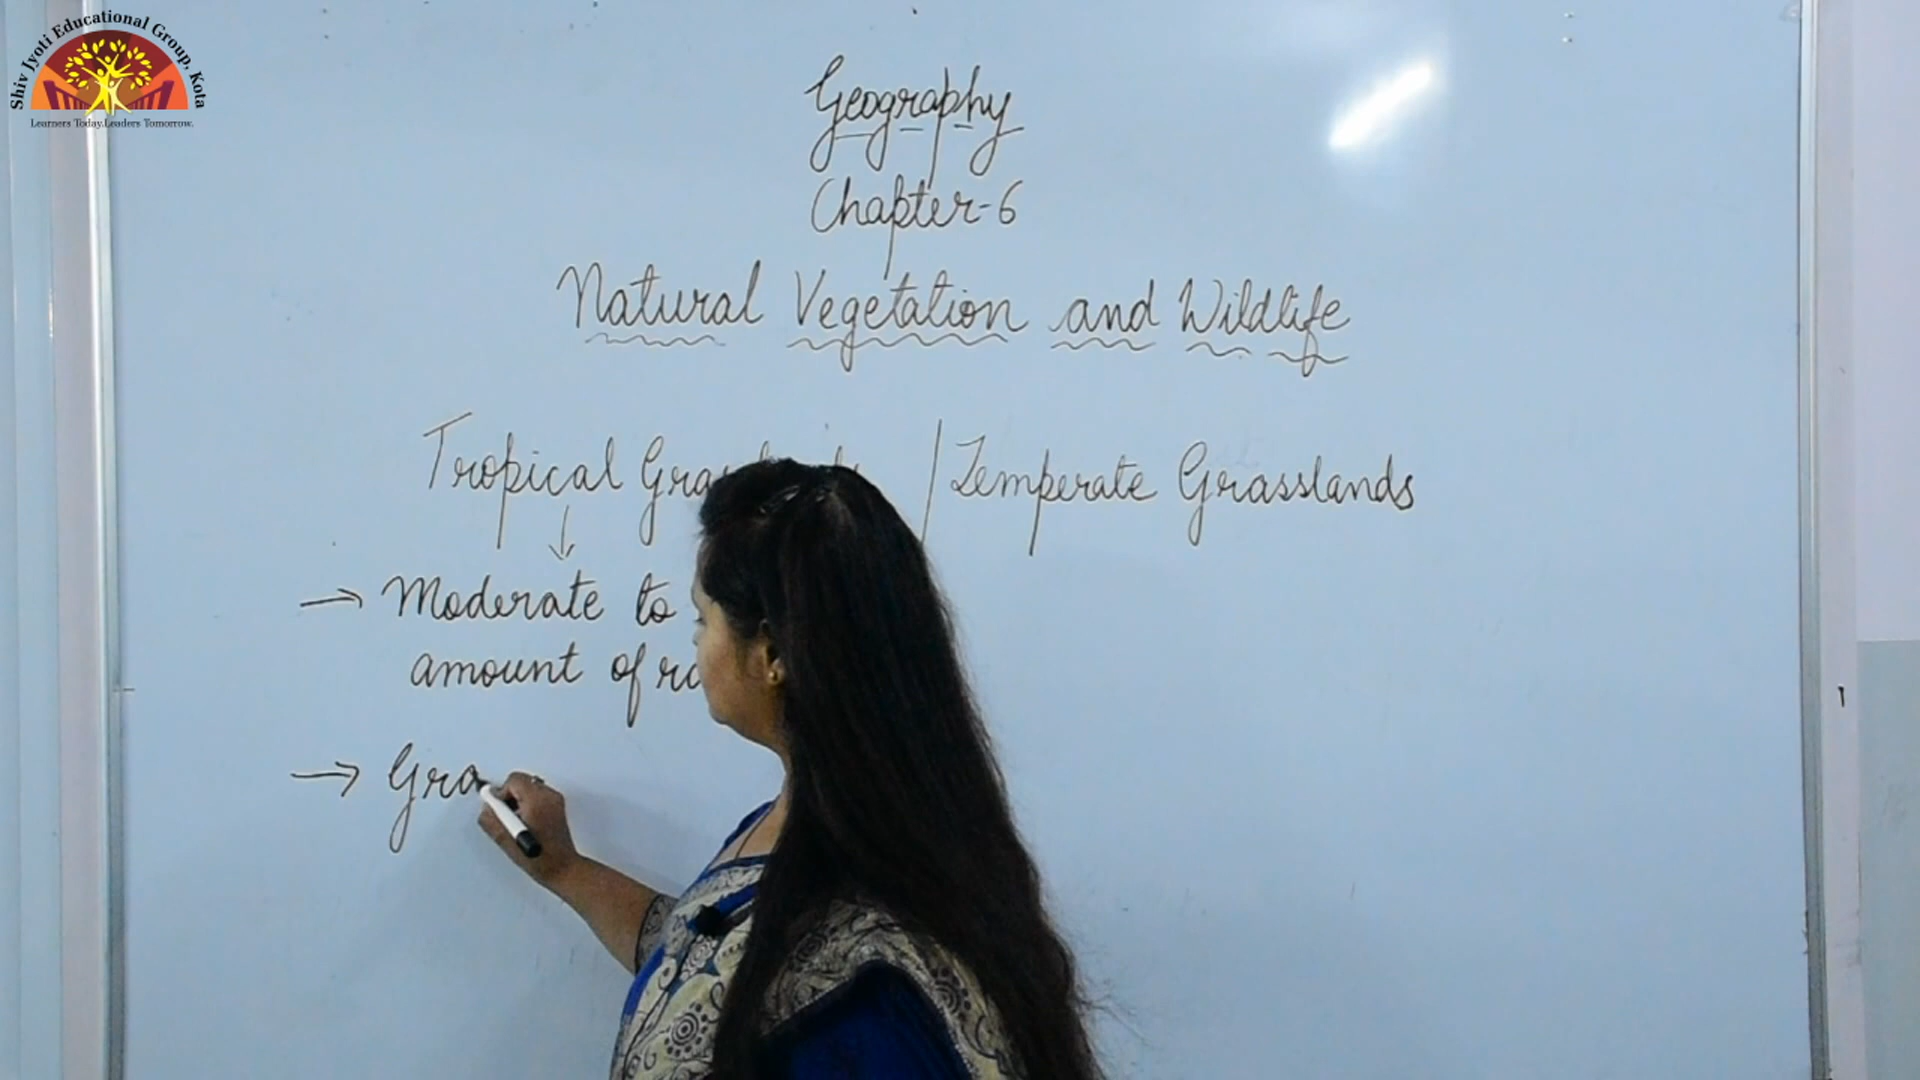 Shiv Jyoti Educational Group, Kota
Learners Today.Leaders Tomorrow.
Geography
Chapter-6
Natural Vegetation and Wildlife
Tropical / Temperate Grasslands
→ Moderate to
amount of
→ Gra